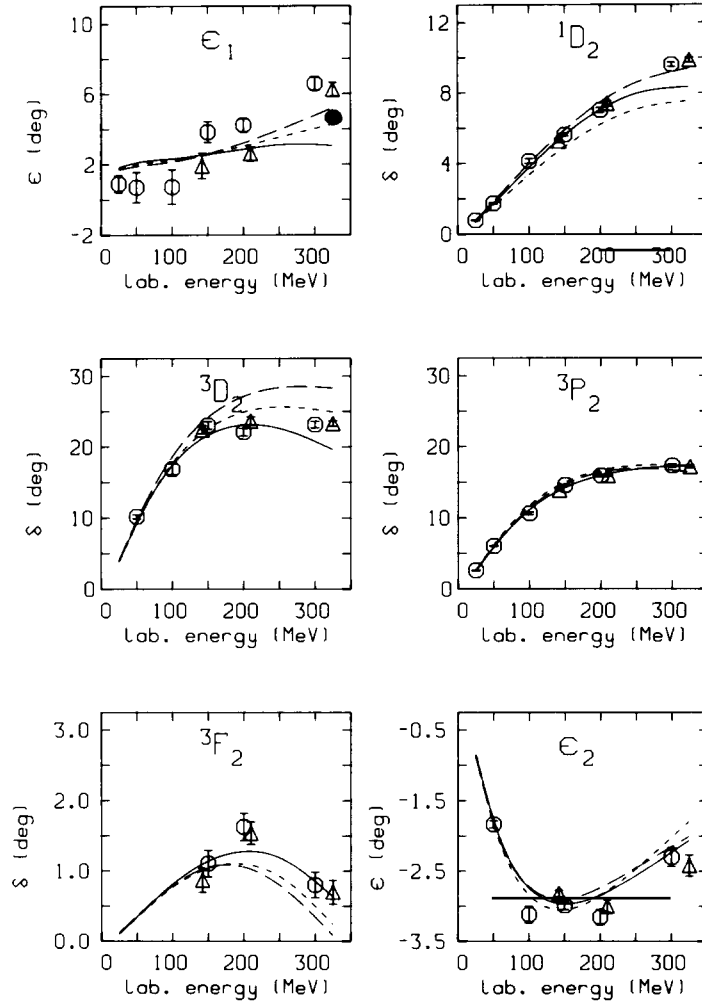 11 ϵ1 13 1D2
10 8
6
2
-2
ϵ (deg)
0 100 200 300
lab. energy (MeV)
12
8
4
0
δ (deg)
0 100 200 300
lab. energy (MeV)
3D2
30
20
10
0
δ (deg)
0 100 200 300
lab. energy (MeV)
3P2
30
20
10
0
δ (deg)
0 100 200 300
lab. energy (MeV)
3F2
3.0
2.0
1.0
0.0
δ (deg)
0 100 200 300
lab. energy (MeV)
ϵ2
-0.5
-1.5
-2.5
-3.5
ϵ (deg)
0 100 200 300
lab. energy (MeV)